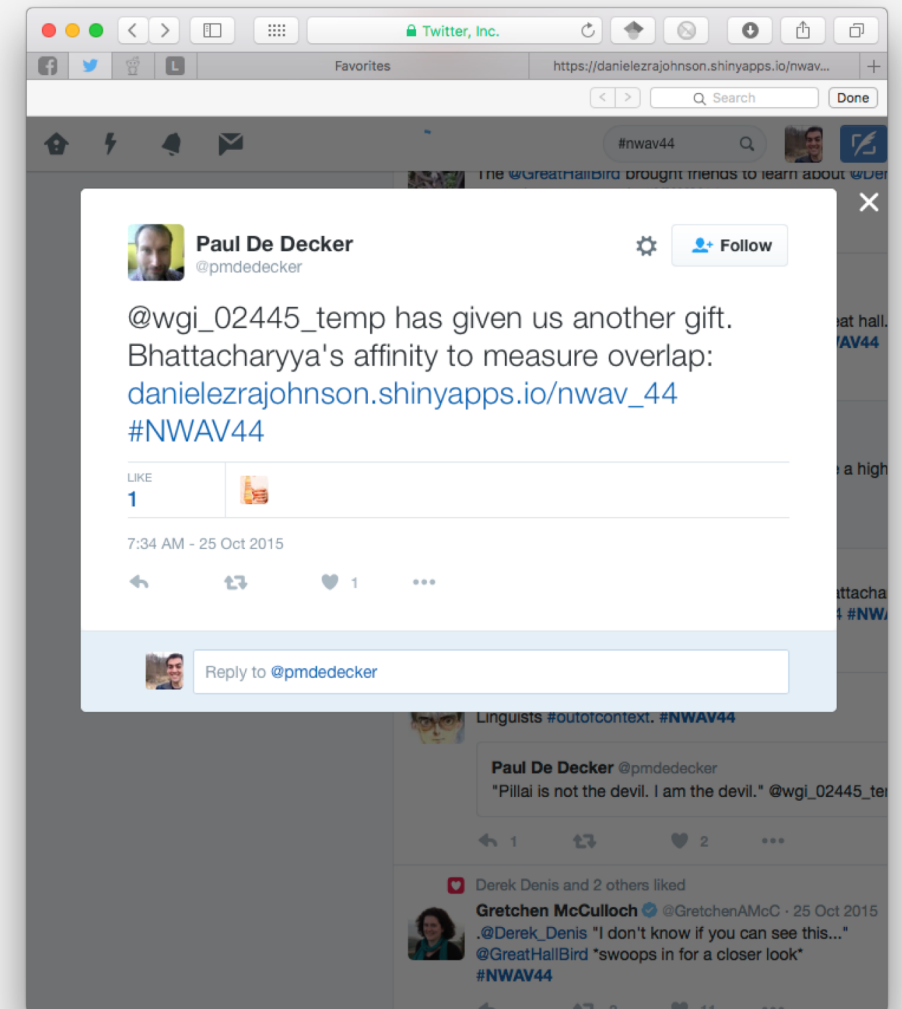 Twitter, Inc.
L
Favorites
https://danielezrajohnson.shinyapps.io/nwav...
Search
Done
#nwav44
The @GreatHallBird brought friends to learn about @Der
Paul De Decker
@pmdedecker
Follow
@wgi_02445_temp has given us another gift.
Bhattacharyya's affinity to measure overlap:
danielezrajohnson.shinyapps.io/nwav_44
#NWAV44
LIKE
1
7:34 AM - 25 Oct 2015
1
Reply to @pmdedecker
eat hall.
AV44
a high
attacha
#NWA
Linguists #outofcontext. #NWAV44
Paul De Decker @pmdedecker
"Pillai is not the devil. I am the devil." @wgi_02445_te
1
2
Derek Denis and 2 others liked
Gretchen McCulloch @GretchenAMcC · 25 Oct 2015
.@Derek_Denis "I don't know if you can see this..."
@GreatHallBird *swoops in for a closer look*
#NWAV44